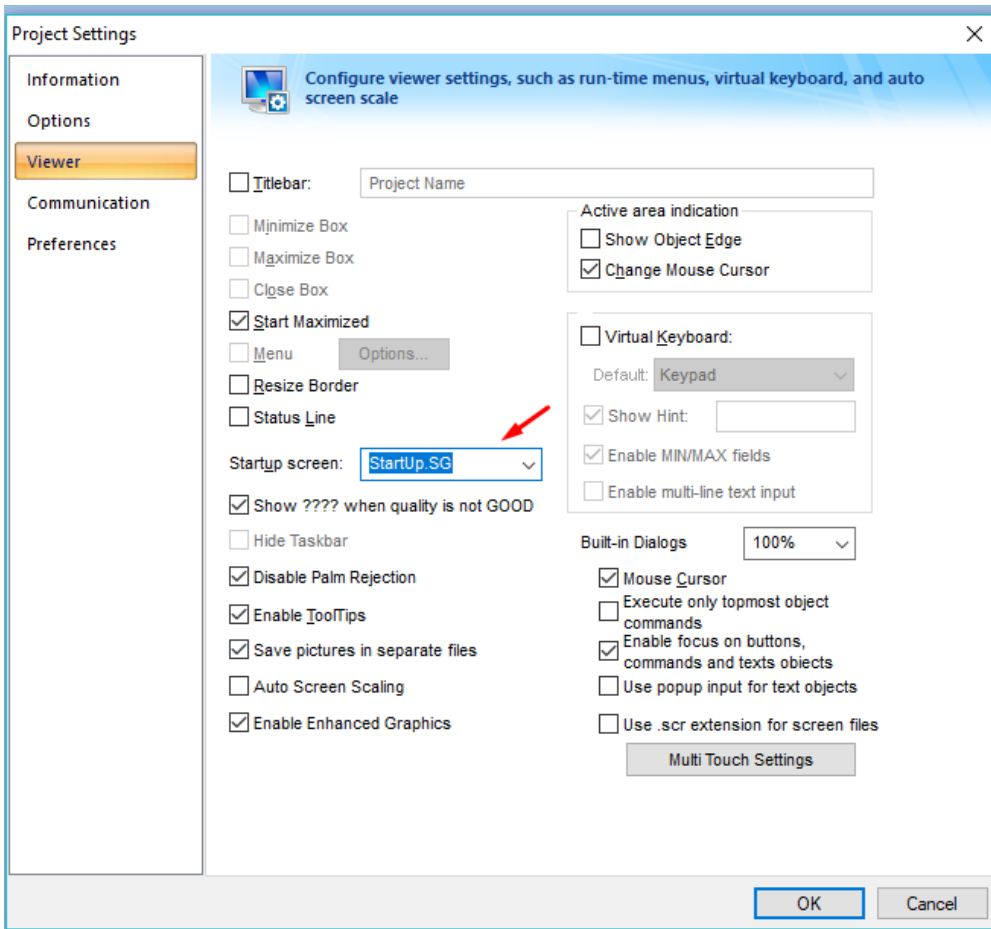 Project Settings
Information
Options
Viewer
Communication
Preferences
Configure viewer settings, such as run-time menus, virtual keyboard, and auto
screen scale
Titlebar:
Project Name
Minimize Box
Maximize Box
Close Box
Start Maximized
Menu
Options...
Resize Border
Status Line
Startup screen:
StartUp.SG
Show ???? when quality is not GOOD
Hide Taskbar
Disable Palm Rejection
Enable ToolTips
Save pictures in separate files
Auto Screen Scaling
Enable Enhanced Graphics
Active area indication
Show Object Edge
Change Mouse Cursor
Virtual Keyboard:
Default:
Keypad
Show Hint:
Enable MIN/MAX fields
Enable multi-line text input
Built-in Dialogs
100%
Mouse Cursor
Execute only topmost object
commands
Enable focus on buttons,
commands and texts objects
Use popup input for text objects
Use .scr extension for screen files
Multi Touch Settings
OK
Cancel